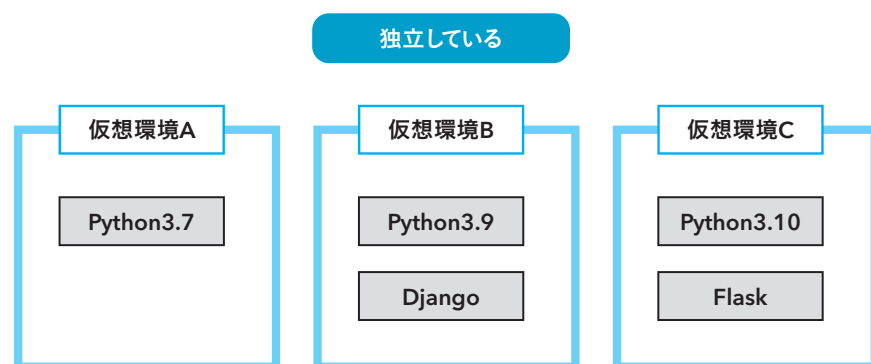 独立している
仮想環境A
仮想環境B
仮想環境C
Python3.7
Python3.9
Python3.10
Django
Flask